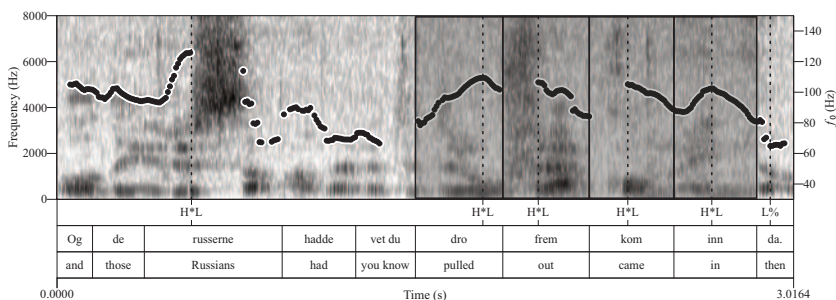 8000
6000
4000
2000
0
Frequency (Hz)
140
120
100
80
60
40
f0 (Hz)
H*L H*L H*L H*L H*L L%
Og de russerne hadde vet du dro frem kom inn da.
and those Russians had you know pulled out came in then
0.0000 Time (s) 3.0164